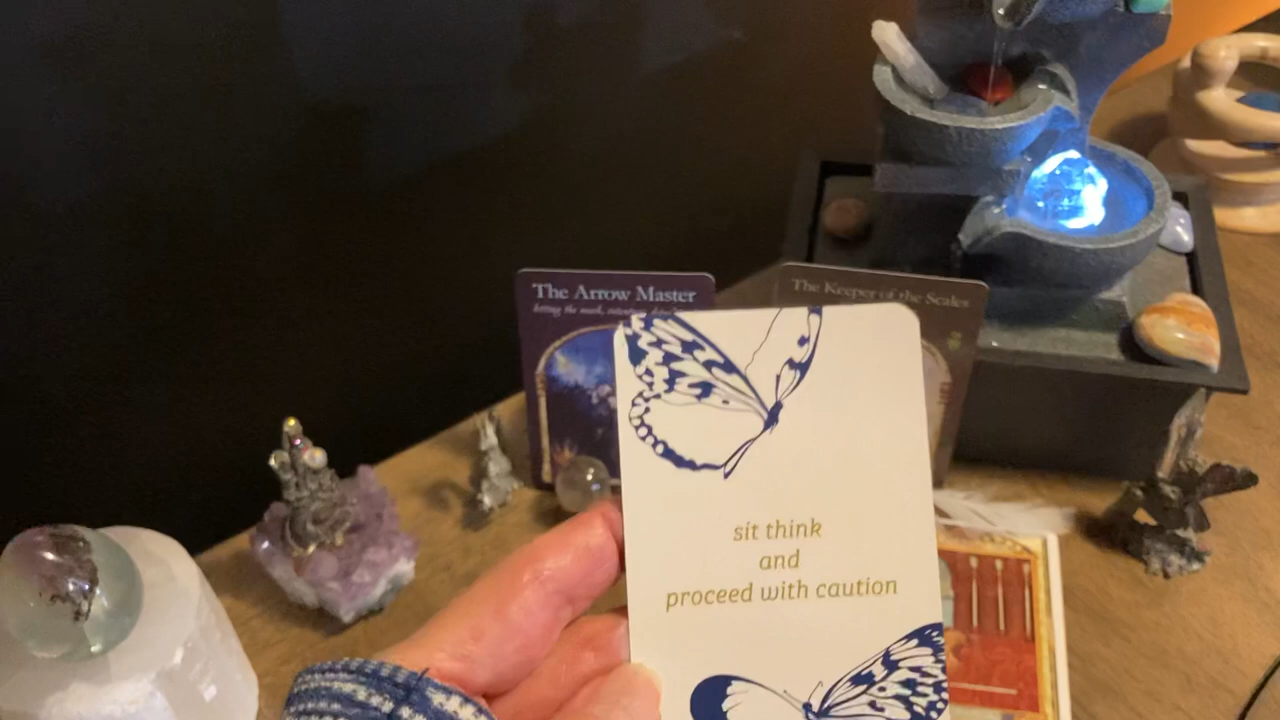 The Arrow Master
The Keeper of the Scales
sit think
and
proceed with caution